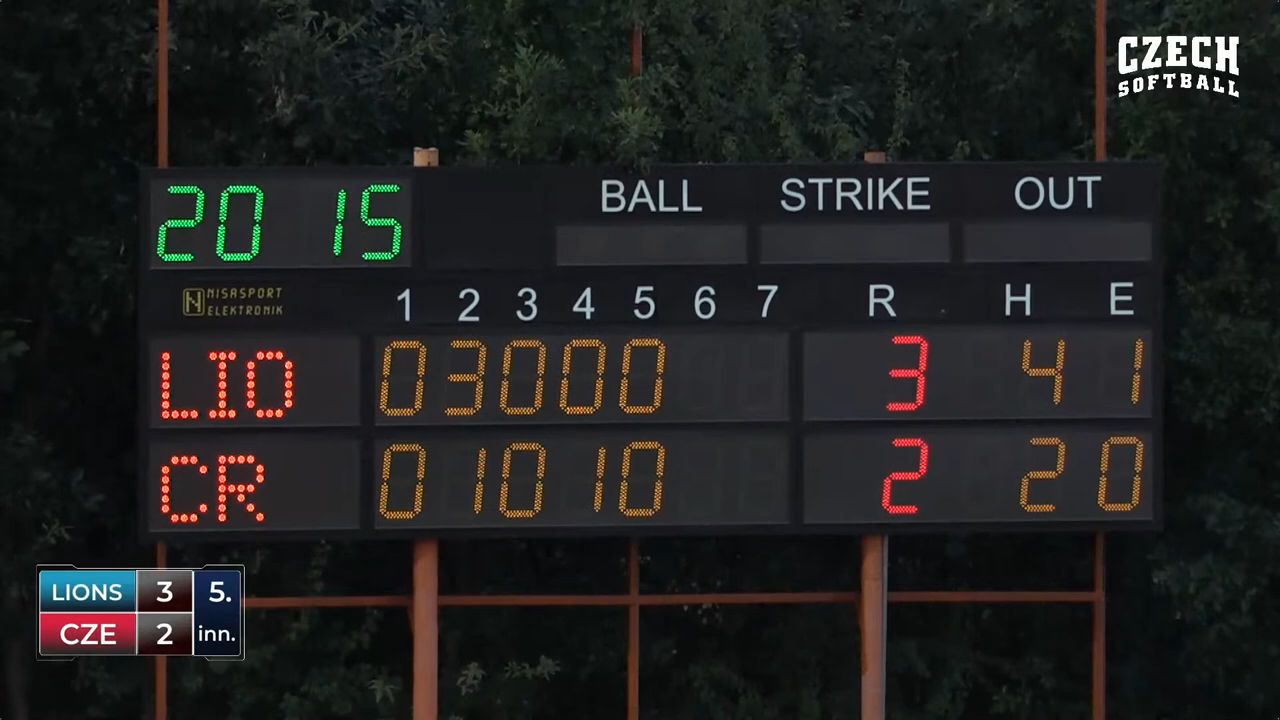 CZECH
SOFTBALL
20 15
BALL STRIKE OUT
NISASPORT
ELEKTRONIK
1 2 3 4 5 6 7 R H E
LIO 0 3 0 0 0 3 4 1
CR 0 1 0 1 0 2 2 0
LIONS 3 5.
CZE 2 inn.